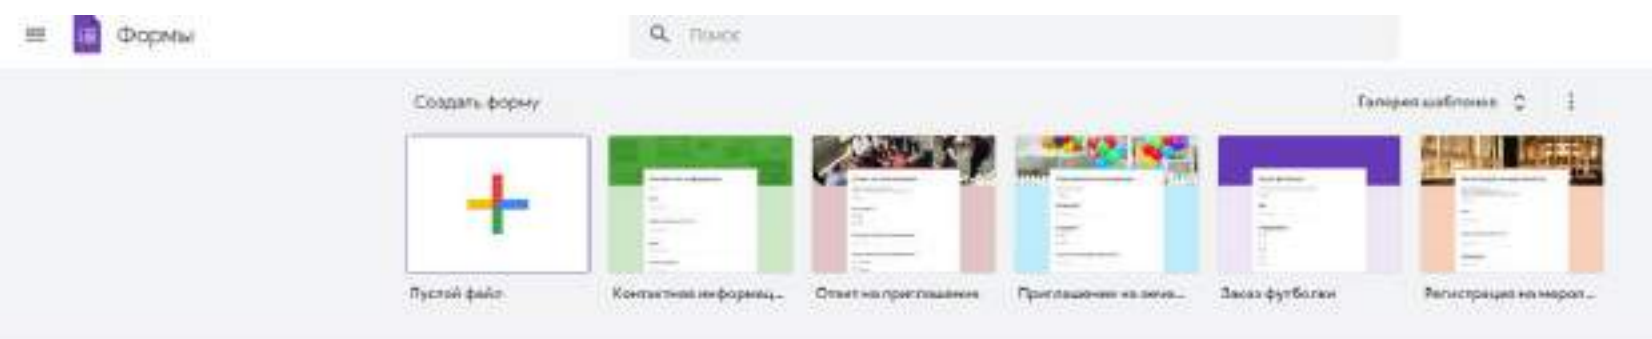 Формы
Поиск
Создать форму
Галерея шаблонов
Пустой файл
Контактная информац...
Ответ на приглашение
Приглашение на вече...
Заказ футболки
Регистрация на мероп...